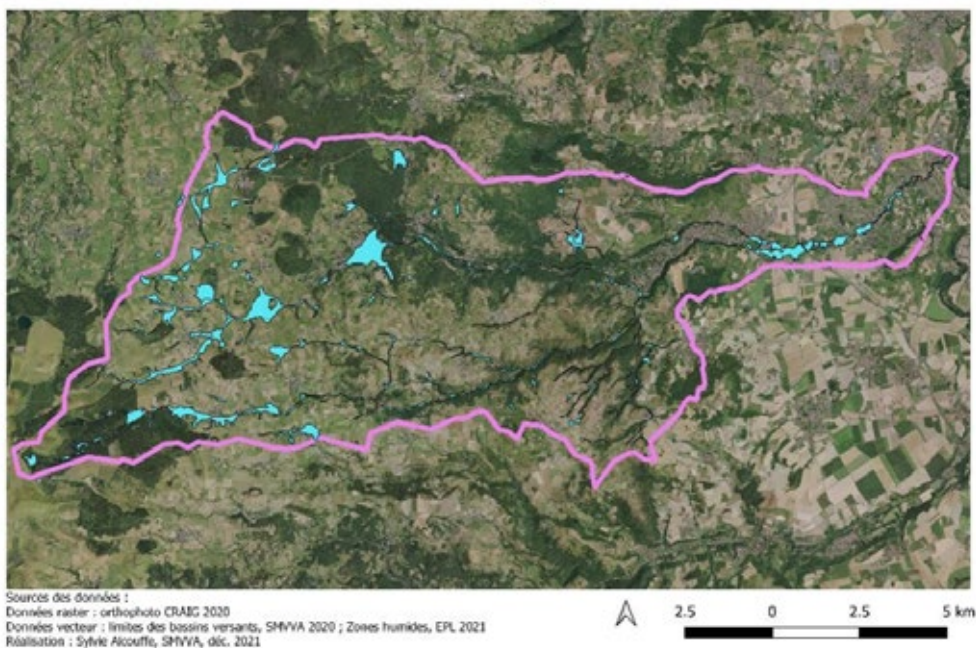 Sources des données :
Données raster : orthophoto CRAIG 2020
Données vecteur : limites des bassins versants, SMVVA 2020 ; Zones humides, EPL 2021
Réalisation : Sylvie Alcouffe, SMVVA, déc. 2021
2.5 0 2.5 5 km